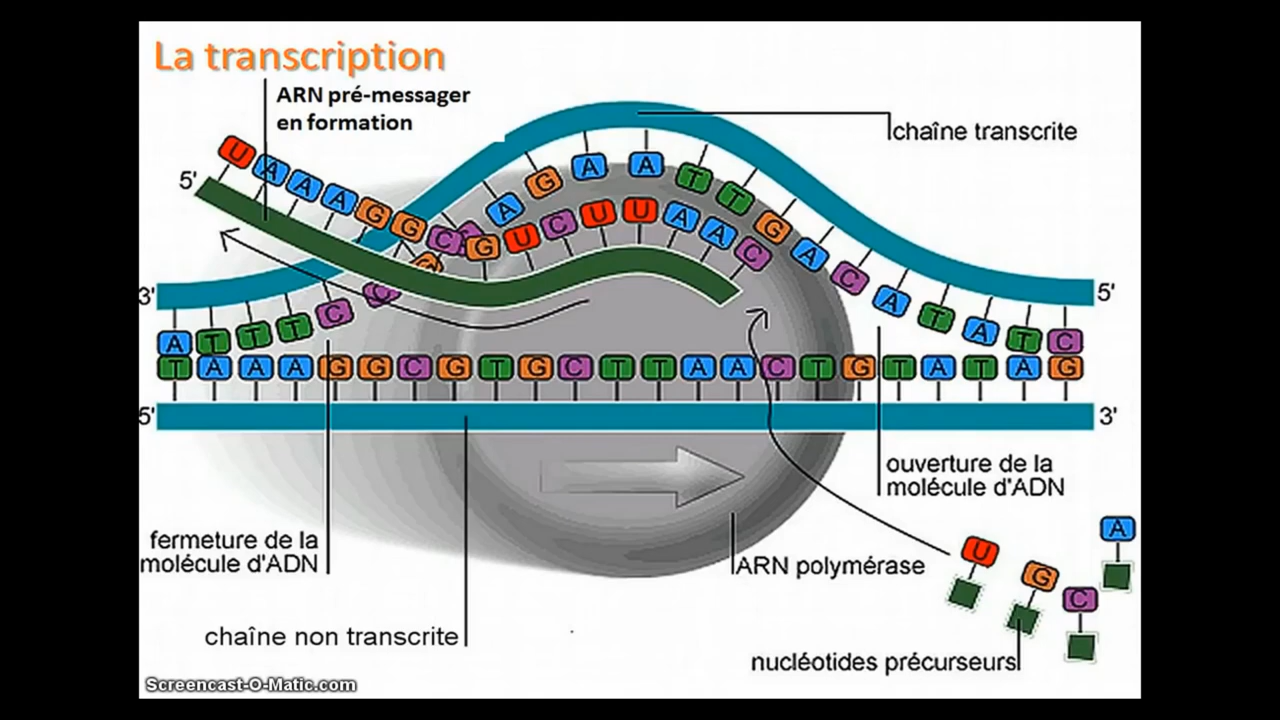 La transcription
ARN pré-messager
en formation
chaîne transcrite
5'
U A A A G G C G U C U U A A C
3'
5'
A T T T C C G C A G A A T T G A C A T A T C
T A A A G G C G T G C T T A A C T G T A T A G
5'
3'
ouverture de la
molécule d'ADN
fermeture de la
molécule d'ADN
ARN polymérase
U G C A
chaîne non transcrite
nucléotides précurseurs
Screencast-O-Matic.com